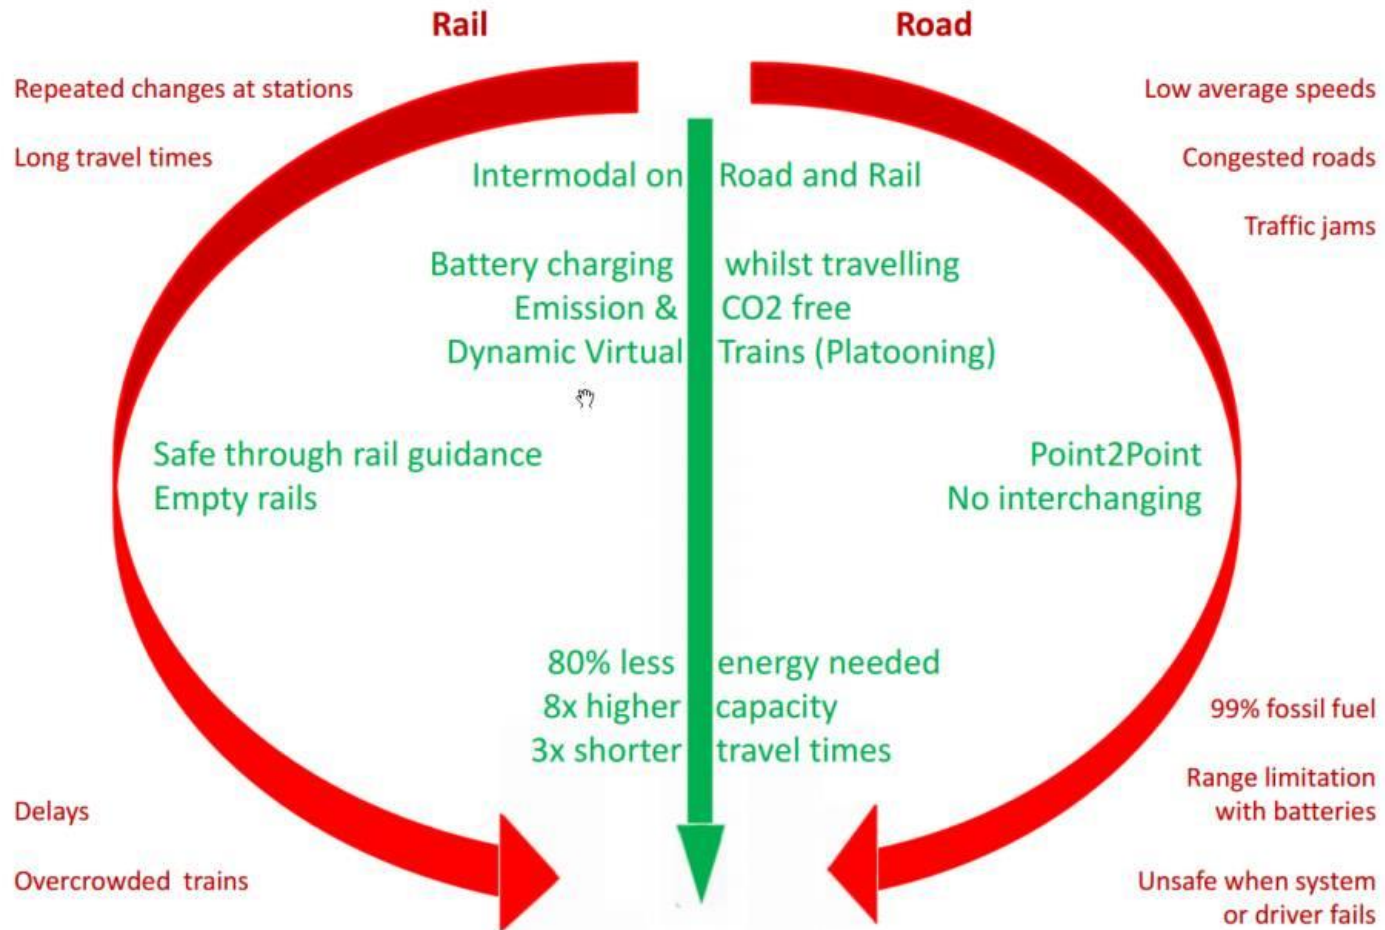 Rail
Road
Repeated changes at stations
Long travel times
Low average speeds
Congested roads
Traffic jams
Intermodal on Road and Rail
Battery charging whilst travelling
Emission & CO2 free
Dynamic Virtual Trains (Platooning)
Safe through rail guidance
Empty rails
Point2Point
No interchanging
80% less energy needed
8x higher capacity
3x shorter travel times
Delays
Overcrowded trains
99% fossil fuel
Range limitation
with batteries
Unsafe when system
or driver fails